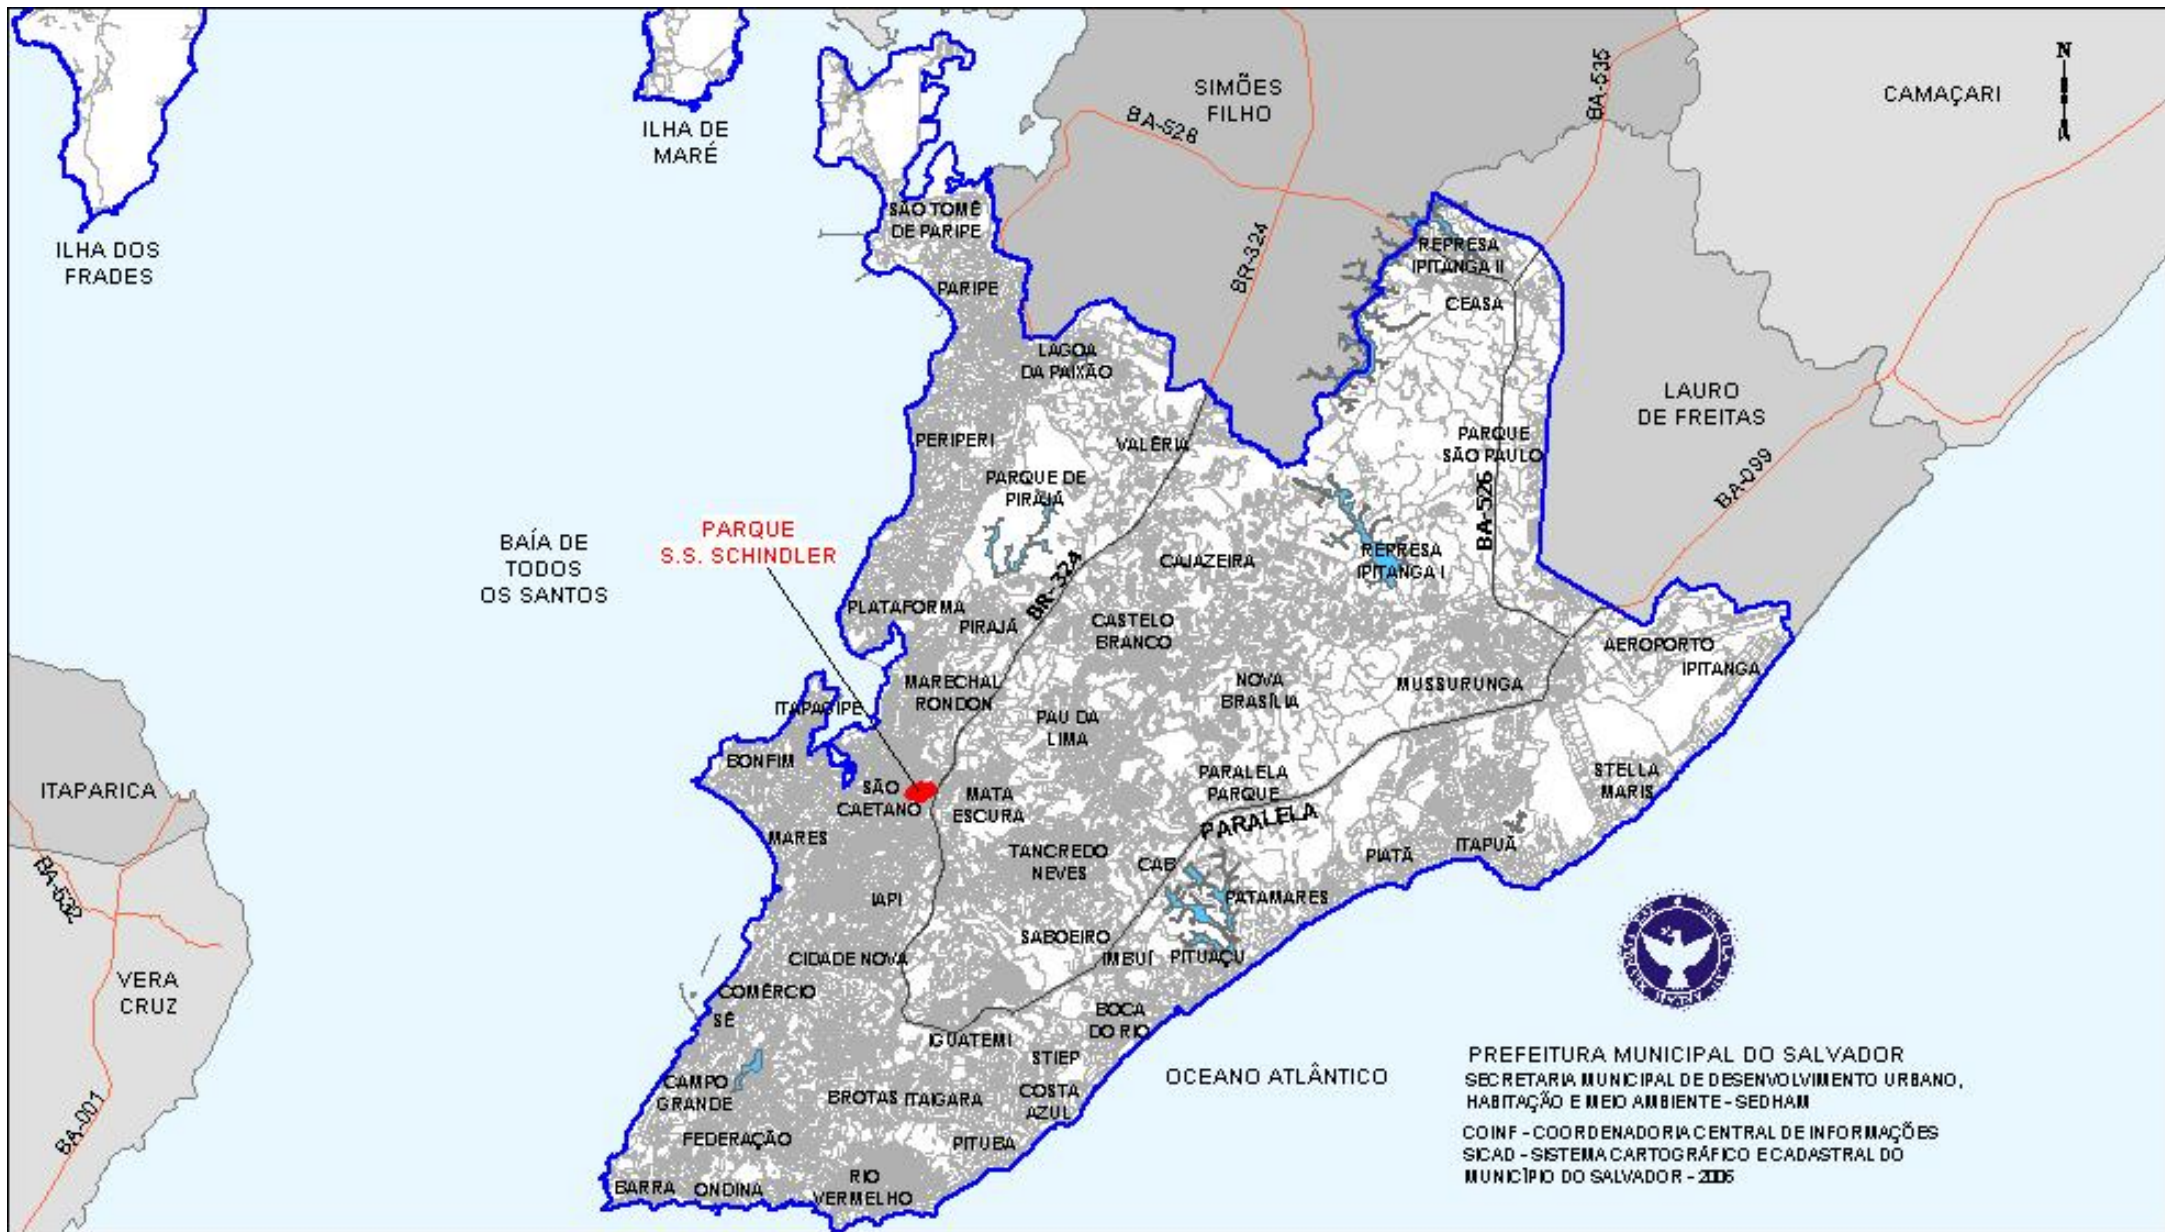 N
SIMÕES
FILHO
CAMAÇARI
BA-535
BA-526
ILHA DE
MARÉ
ILHA DOS
FRADES
SÃO TOMÉ
DE PARIPE
PARIPE
BR-324
REPRESA
IPITANGA II
CEASA
LAGOA
DA PAIXÃO
LAURO
DE FREITAS
PERIPERI
VALÉRIA
PARQUE
SÃO PAULO
PARQUE DE
PIRAJÁ
BA-526
BA-099
PARQUE
S.S. SCHINDLER
BAÍA DE
TODOS
OS SANTOS
CAJAZEIRA
REPRESA
IPITANGA I
BR-324
PLATAFORMA
PIRAJÁ
CASTELO
BRANCO
AEROPORTO
IPITANGA
MARECHAL
RONDON
NOVA
BRASÍLIA
MUSSURUNGA
ITAPAGIPE
PAU DA
LIMA
BONFIM
PARALELA
PARQUE
STELLA
MARIS
ITAPARICA
SÃO
CAETANO
MATA
ESCURA
PARALELA
MARES
TANCREDO
NEVES
CAB
PIATÃ
ITAPUÃ
BA-532
IAPI
PATAMARES
SABOEIRO
IMBUÍ
PITUAÇU
CIDADE NOVA
VERA
CRUZ
COMÉRCIO
SÉ
BOCA
DO RIO
IGUATEMI
STIEP
OCEANO ATLÂNTICO
CAMPO
GRANDE
BROTAS
ITAIGARA
COSTA
AZUL
BA-001
FEDERAÇÃO
PITUBA
BARRA
ONDINA
RIO
VERMELHO
PREFEITURA MUNICIPAL DO SALVADOR
SECRETARIA MUNICIPAL DE DESENVOLVIMENTO URBANO,
HABITAÇÃO E MEIO AMBIENTE - SEDHAM
COINF - COORDENADORIA CENTRAL DE INFORMAÇÕES
SICAD - SISTEMA CARTOGRÁFICO E CADASTRAL DO
MUNICÍPIO DO SALVADOR - 2006